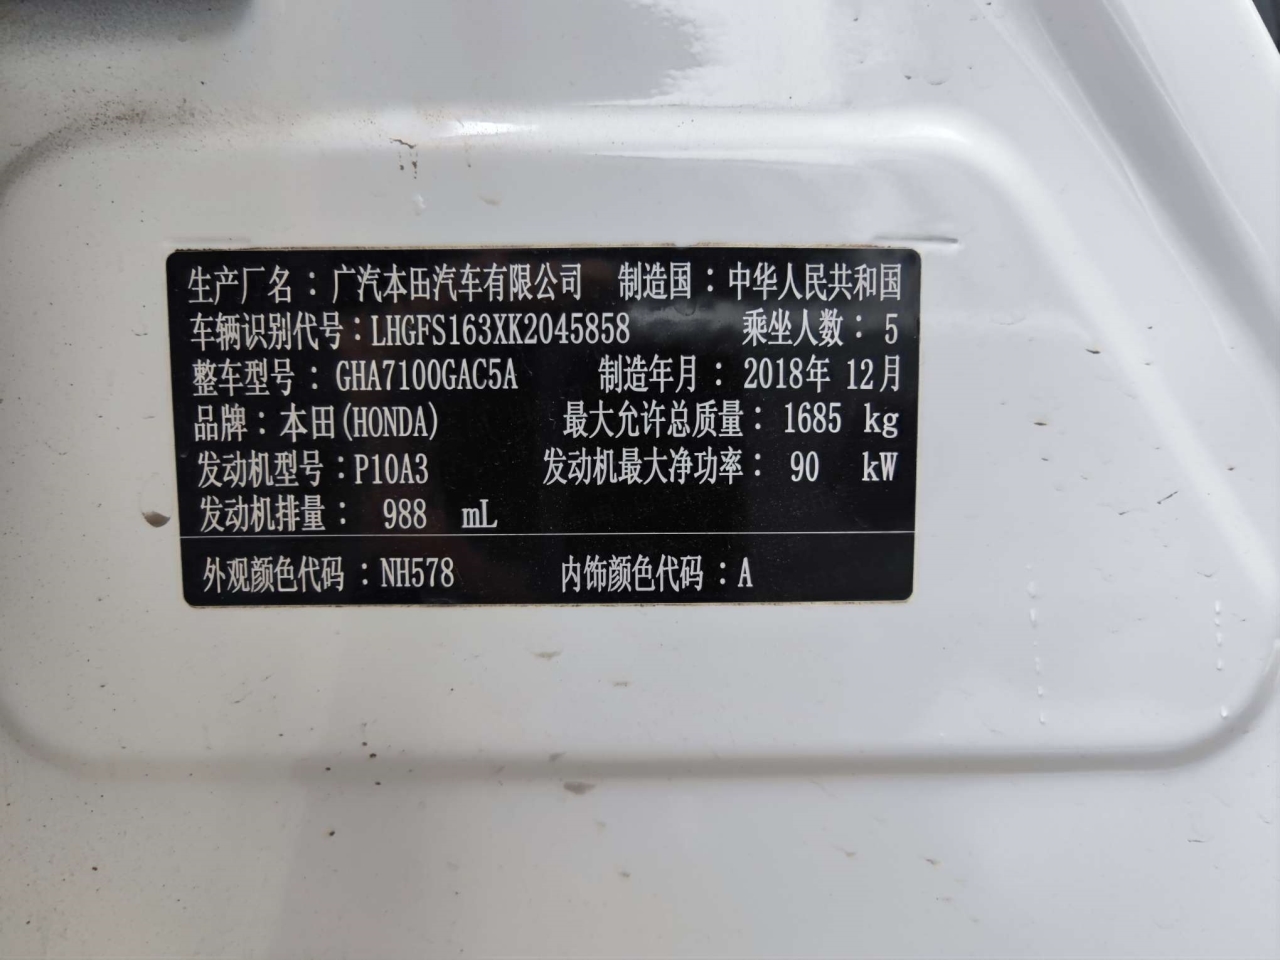 生产厂名：广汽本田汽车有限公司 制造国：中华人民共和国
车辆识别代号：LHGFS163XK2045858 乘坐人数：5
整车型号：GHA7100GAC5A 制造年月：2018年 12月
品牌：本田(HONDA) 最大允许总质量：1685 kg
发动机型号：P10A3 发动机最大净功率：90 kW
发动机排量：988 mL
外观颜色代码：NH578 内饰颜色代码：A